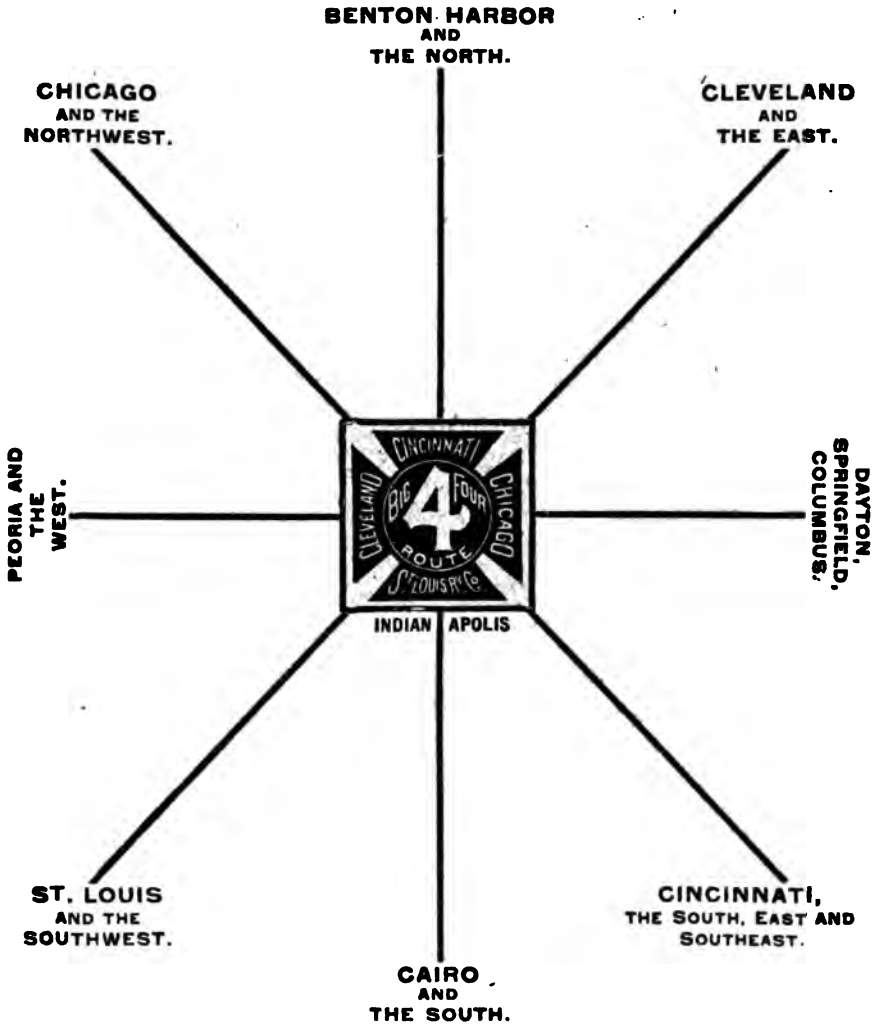 BENTON HARBOR
AND
THE NORTH.
CHICAGO
AND THE
NORTHWEST.
CLEVELAND
AND
THE EAST.
PEORIA AND
THE
WEST.
CINCINNATI
CLEVELAND
BIG 4 FOUR
ROUTE
CHICAGO
ST. LOUIS RY. CO.
INDIANAPOLIS
DAYTON,
SPRINGFIELD,
COLUMBUS,
ST. LOUIS
AND THE
SOUTHWEST.
CINCINNATI,
THE SOUTH, EAST AND
SOUTHEAST.
CAIRO
AND
THE SOUTH.